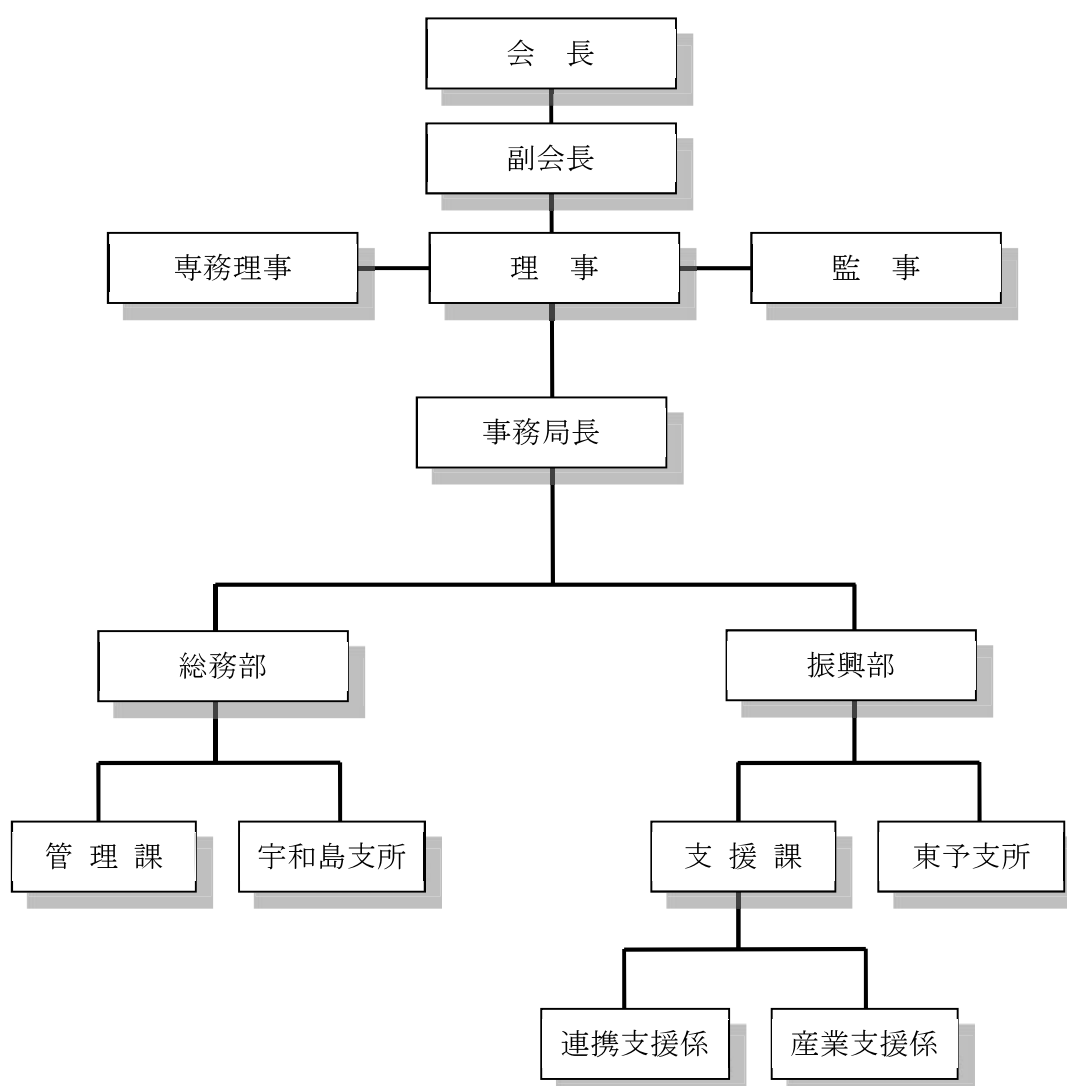 会　長
副会長
専務理事
理　事
監　事
事務局長
総務部
振興部
管 理 課
宇和島支所
支 援 課
東予支所
連携支援係
産業支援係